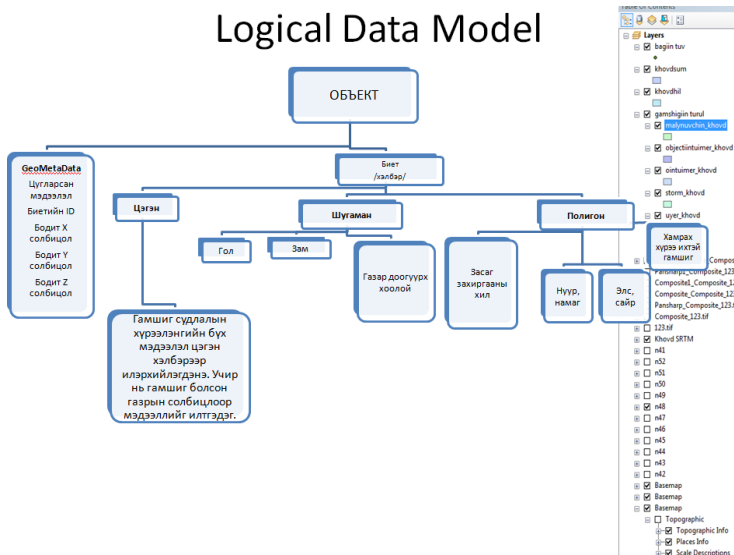 Logical Data Model
ОБЪЕКТ
GeoMetaData
Цугларсан
мэдээлэл
Биетийн ID
Бодит X
солбицол
Бодит Y
солбицол
Бодит Z
солбицол
Биет
/хэлбэр/
Цэгэн
Шугаман
Полигон
Гол
Зам
Газар доогуурх
хоолой
Засаг
захиргааны
хил
Нуур,
намаг
Элс,
сайр
Хамрах
хүрээ ихтэй
гамшиг
Гамшиг судлалын
хүрээлэнгийн бүх
мэдээлэл цэгэн
хэлбэрээр
илэрхийлэгдэнэ. Учир
нь гамшиг болсон
газрын солбицлоор
мэдээллийг илтгэдэг.
Table Of Contents
Layers
bagiin tuv
khovdsum
khovdhil
gamshigiin turul
malynuvchin_khovd
objectiintuimer_khovd
ointuimer_khovd
storm_khovd
uyer_khovd
Pansharp2_Composite_123.
Composite1_Composite_123
Composite_Composite_123.
Pansharp_Composite_123.t
Composite_123.tif
123.tif
Khovd SRTM
n41
n52
n51
n50
n49
n48
n47
n46
n45
n44
n43
n42
Basemap
Basemap
Basemap
Topographic
Topographic Info
Places Info
Scale Descriptions